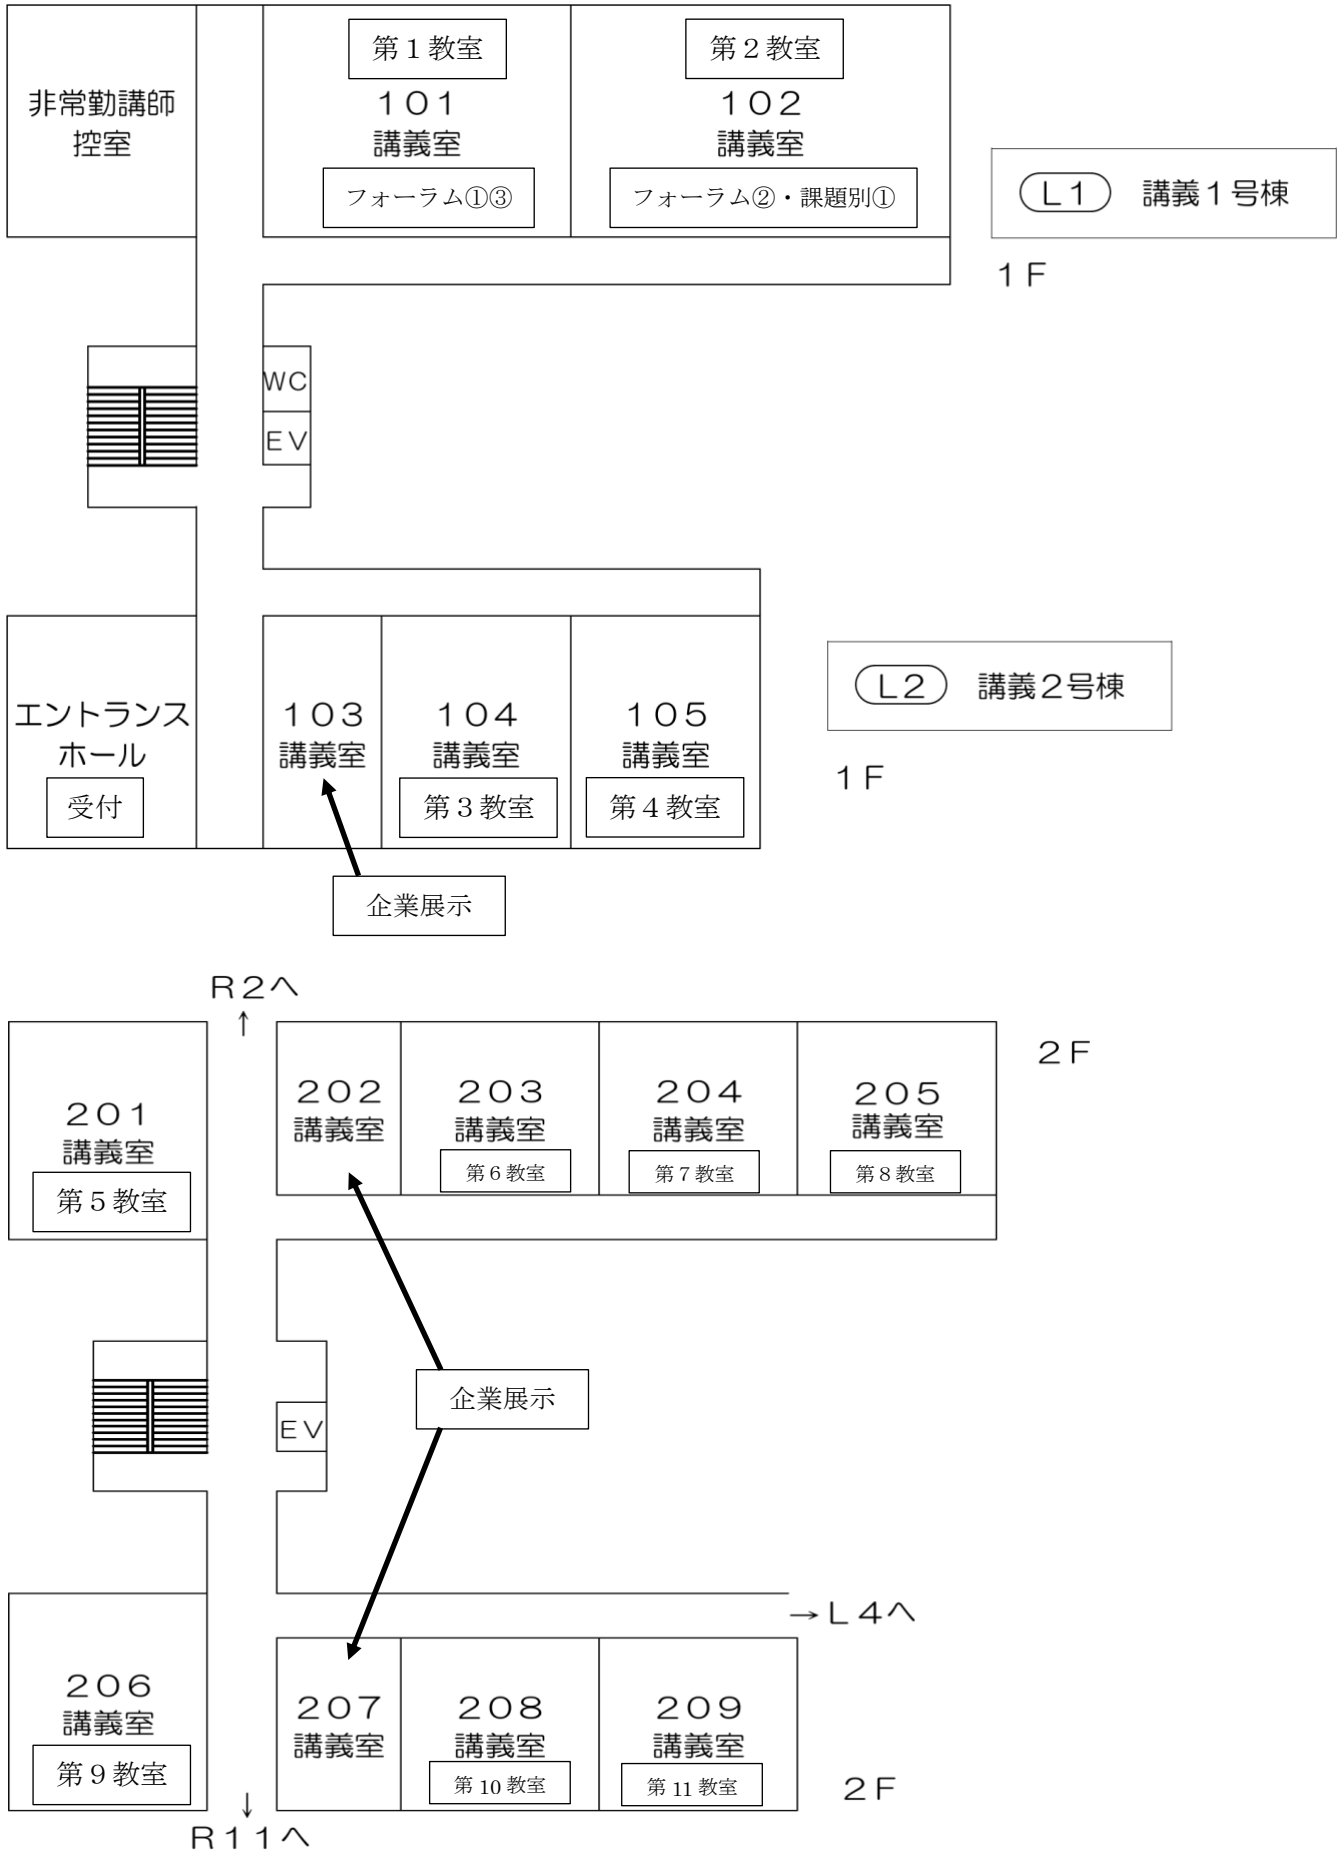 第１教室
第２教室
非常勤講師
控室
１０１
講義室
１０２
講義室
フォーラム①③
フォーラム②・課題別①
Ｌ１ 講義１号棟
１Ｆ
ＷＣ
ＥＶ
エントランス
ホール
受付
１０３
講義室
１０４
講義室
第３教室
１０５
講義室
第４教室
Ｌ２ 講義２号棟
１Ｆ
企業展示
Ｒ２へ
↑
２Ｆ
２０１
講義室
第５教室
２０２
講義室
２０３
講義室
第６教室
２０４
講義室
第７教室
２０５
講義室
第８教室
企業展示
ＥＶ
→Ｌ４へ
２０６
講義室
第９教室
２０７
講義室
２０８
講義室
第 10 教室
２０９
講義室
第 11 教室
２Ｆ
↓
Ｒ１１へ